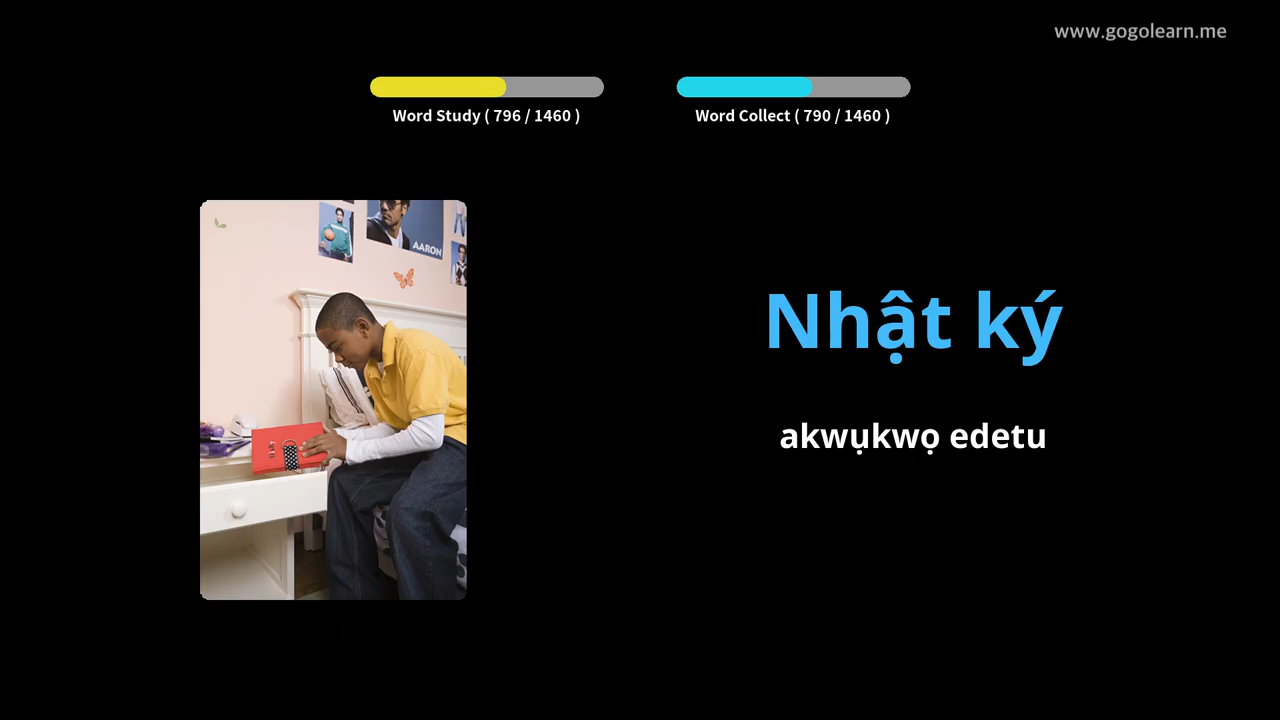 www.gogolearn.me
Word Study ( 796 / 1460 )
Word Collect ( 790 / 1460 )
AARON
Nhật ký
akwụkwọ edetu